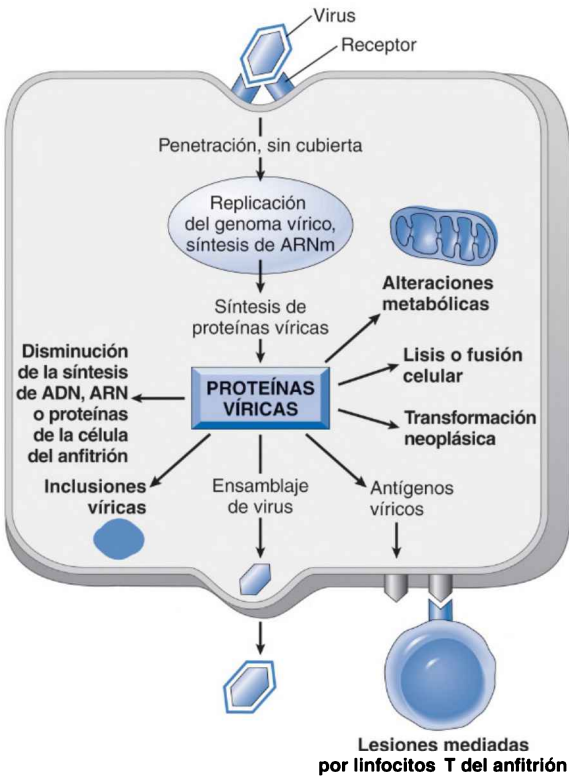 Virus
Receptor
Penetración, sin cubierta
Replicación
del genoma vírico,
síntesis de ARNm
Alteraciones
metabólicas
Síntesis de
proteínas víricas
Disminución
de la síntesis
de ADN, ARN
o proteínas
de la célula
del anfitrión
PROTEÍNAS
VÍRICAS
Lisis o fusión
celular
Transformación
neoplásica
Inclusiones
víricas
Ensamblaje
de virus
Antígenos
víricos
Lesiones mediadas
por linfocitos T del anfitrión